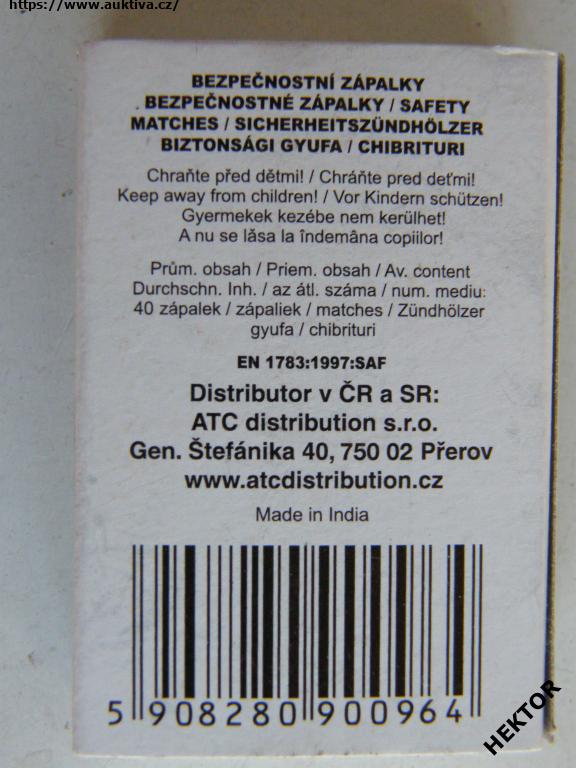 https://www.auktiva.cz/
BEZPEČNOSTNÍ ZÁPALKY
BEZPEČNOSTNÉ ZÁPALKY / SAFETY
MATCHES / SICHERHEITSZÜNDHÖLZER
BIZTONSÁGI GYUFA / CHIBRITURI
Chraňte před dětmi! / Chráňte pred deťmi!
Keep away from children! / Vor Kindern schützen!
Gyermekek kezébe nem kerülhet!
A nu se lăsa la îndemâna copiilor!
Prům. obsah / Priem. obsah / Av. content
Durchschn. Inh. / az átl. száma / num. mediu:
40 zápalek / zápaliek / matches / Zündhölzer
gyufa / chibrituri
EN 1783:1997:SAF
Distributor v ČR a SR:
ATC distribution s.r.o.
Gen. Štefánika 40, 750 02 Přerov
www.atcdistribution.cz
Made in India
5 908280 900964
HEKTOR